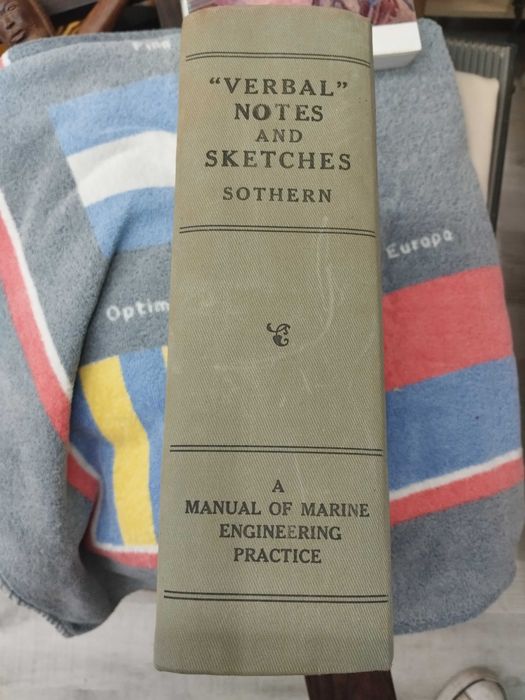 "VERBAL"
NOTES
AND
SKETCHES
SOTHERN
Europa
Optim
A
MANUAL OF MARINE
ENGINEERING
PRACTICE